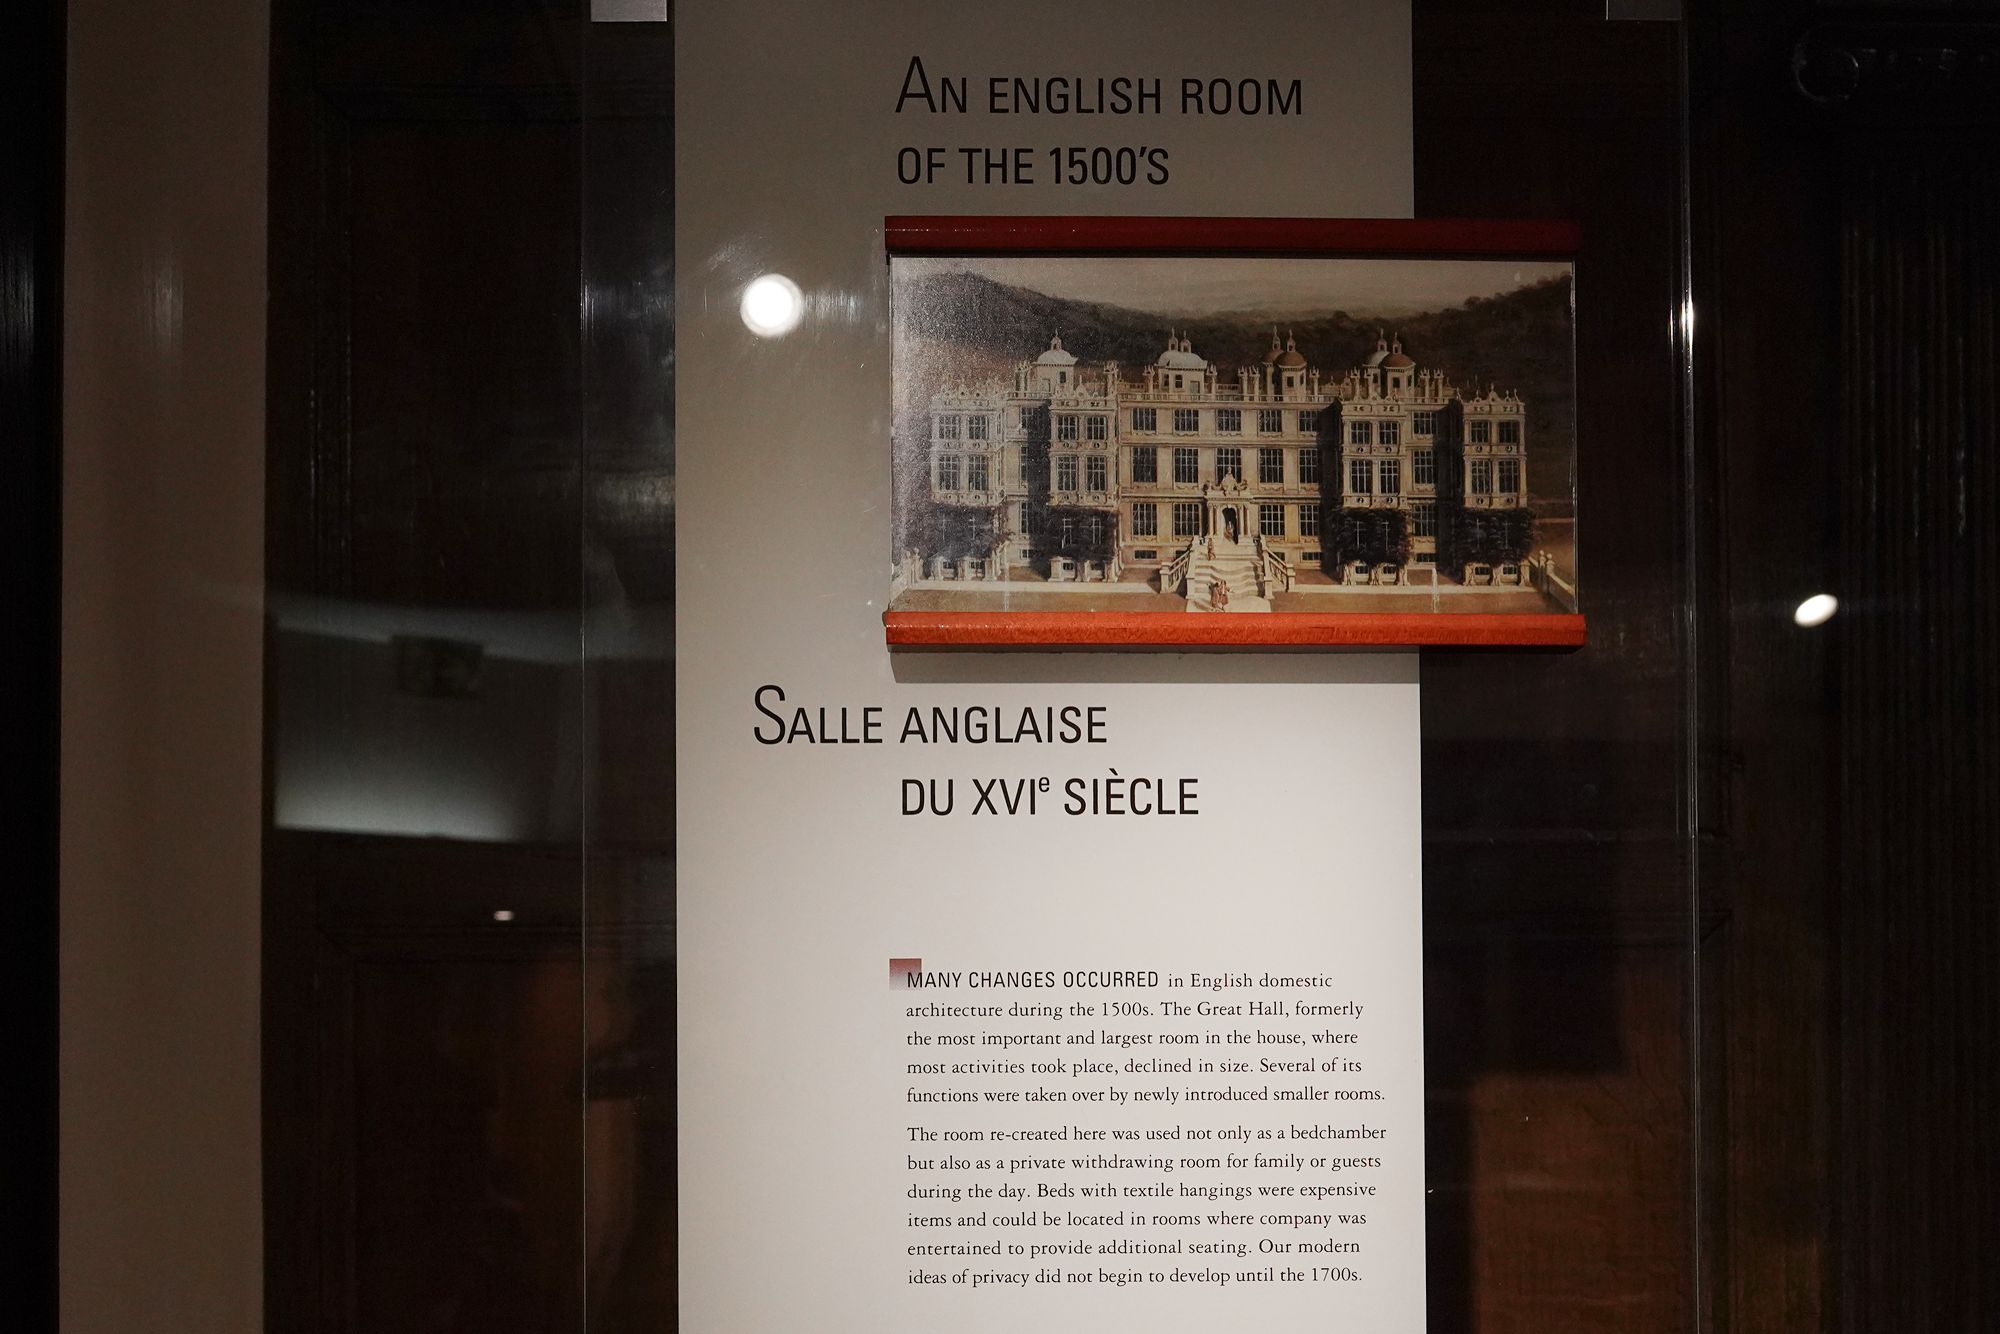 AN ENGLISH ROOM
OF THE 1500'S
SALLE ANGLAISE
DU XVIe SIÈCLE
MANY CHANGES OCCURRED in English domestic
architecture during the 1500s. The Great Hall, formerly
the most important and largest room in the house, where
most activities took place, declined in size. Several of its
functions were taken over by newly introduced smaller rooms.
The room re-created here was used not only as a bedchamber
but also as a private withdrawing room for family or guests
during the day. Beds with textile hangings were expensive
items and could be located in rooms where company was
entertained to provide additional seating. Our modern
ideas of privacy did not begin to develop until the 1700s.